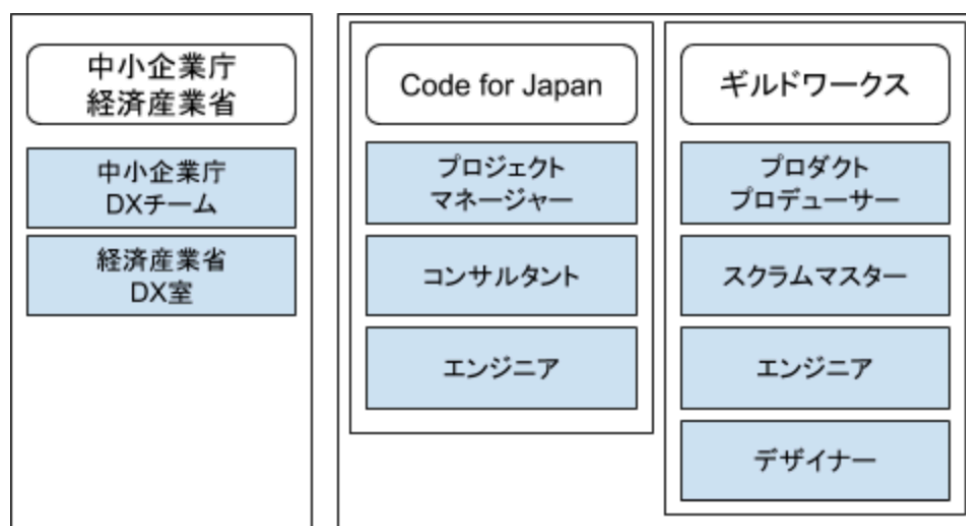 中小企業庁
経済産業省
中小企業庁
DXチーム
経済産業省
DX室
Code for Japan
プロジェクト
マネージャー
コンサルタント
エンジニア
ギルドワークス
プロダクト
プロデューサー
スクラムマスター
エンジニア
デザイナー